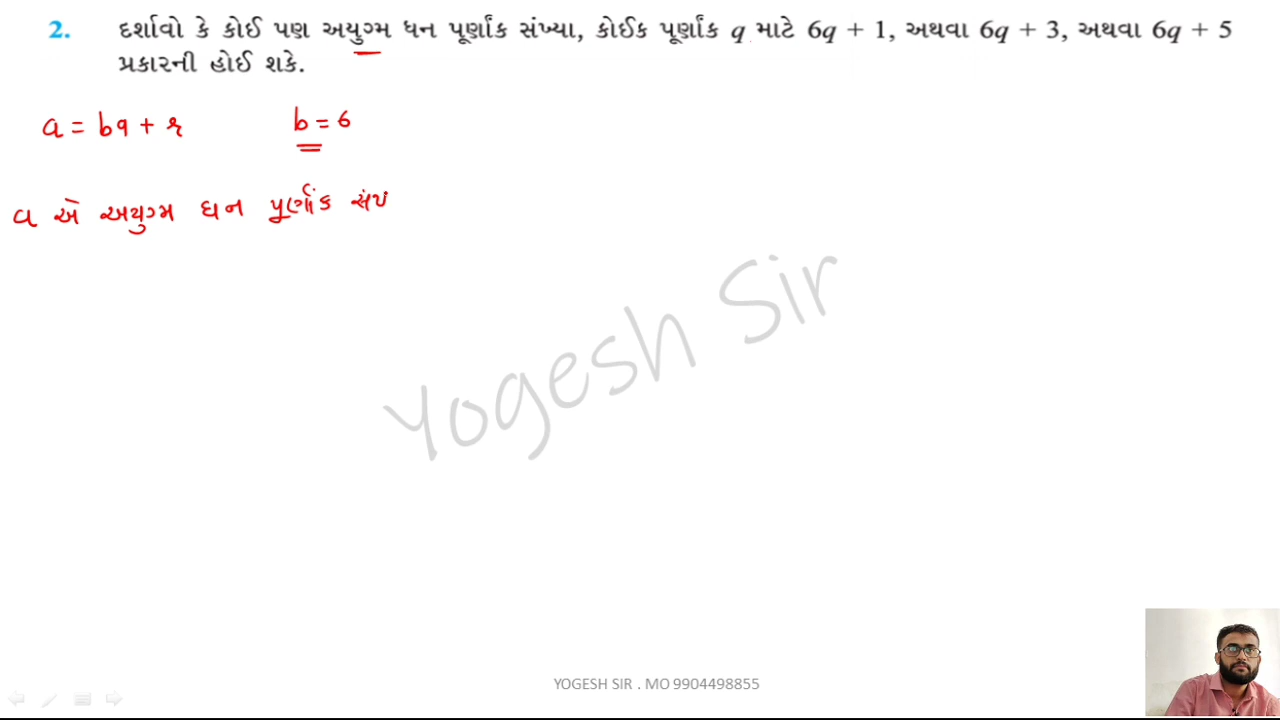 2. દર્શાવો કે કોઈ પણ અયુગ્મ ધન પૂર્ણાંક સંખ્યા, કોઈક પૂર્ણાંક q માટે 6q + 1, અથવા 6q + 3, અથવા 6q + 5
પ્રકારની હોઈ શકે.
a = bq + r b = 6
a એ અયુગ્મ ધન પૂર્ણાંક
Yogesh Sir
YOGESH SIR . MO 9904498855